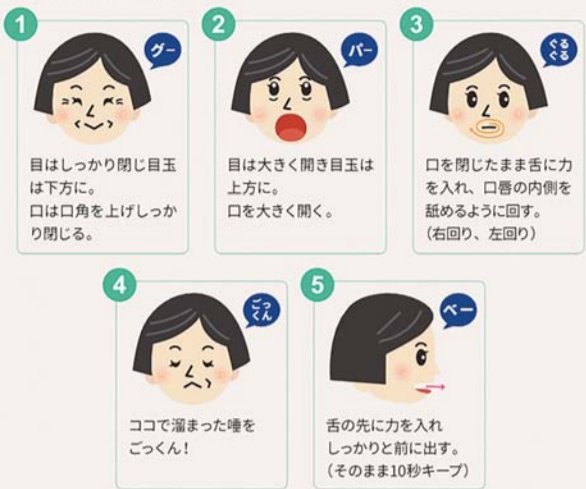 1
グー
目はしっかり閉じ目玉
は下方に。
口は口角を上げしっか
り閉じる。
2
パー
目は大きく開き目玉は
上方に。
口を大きく開く。
3
ぐる
ぐる
口を閉じたまま舌に力
を入れ、口唇の内側を
舐めるように回す。
(右回り、左回り)
4
ごっ
くん
ココで溜まった唾を
ごっくん!
5
べー
舌の先に力を入れ
しっかりと前に出す。
(そのまま10秒キープ)